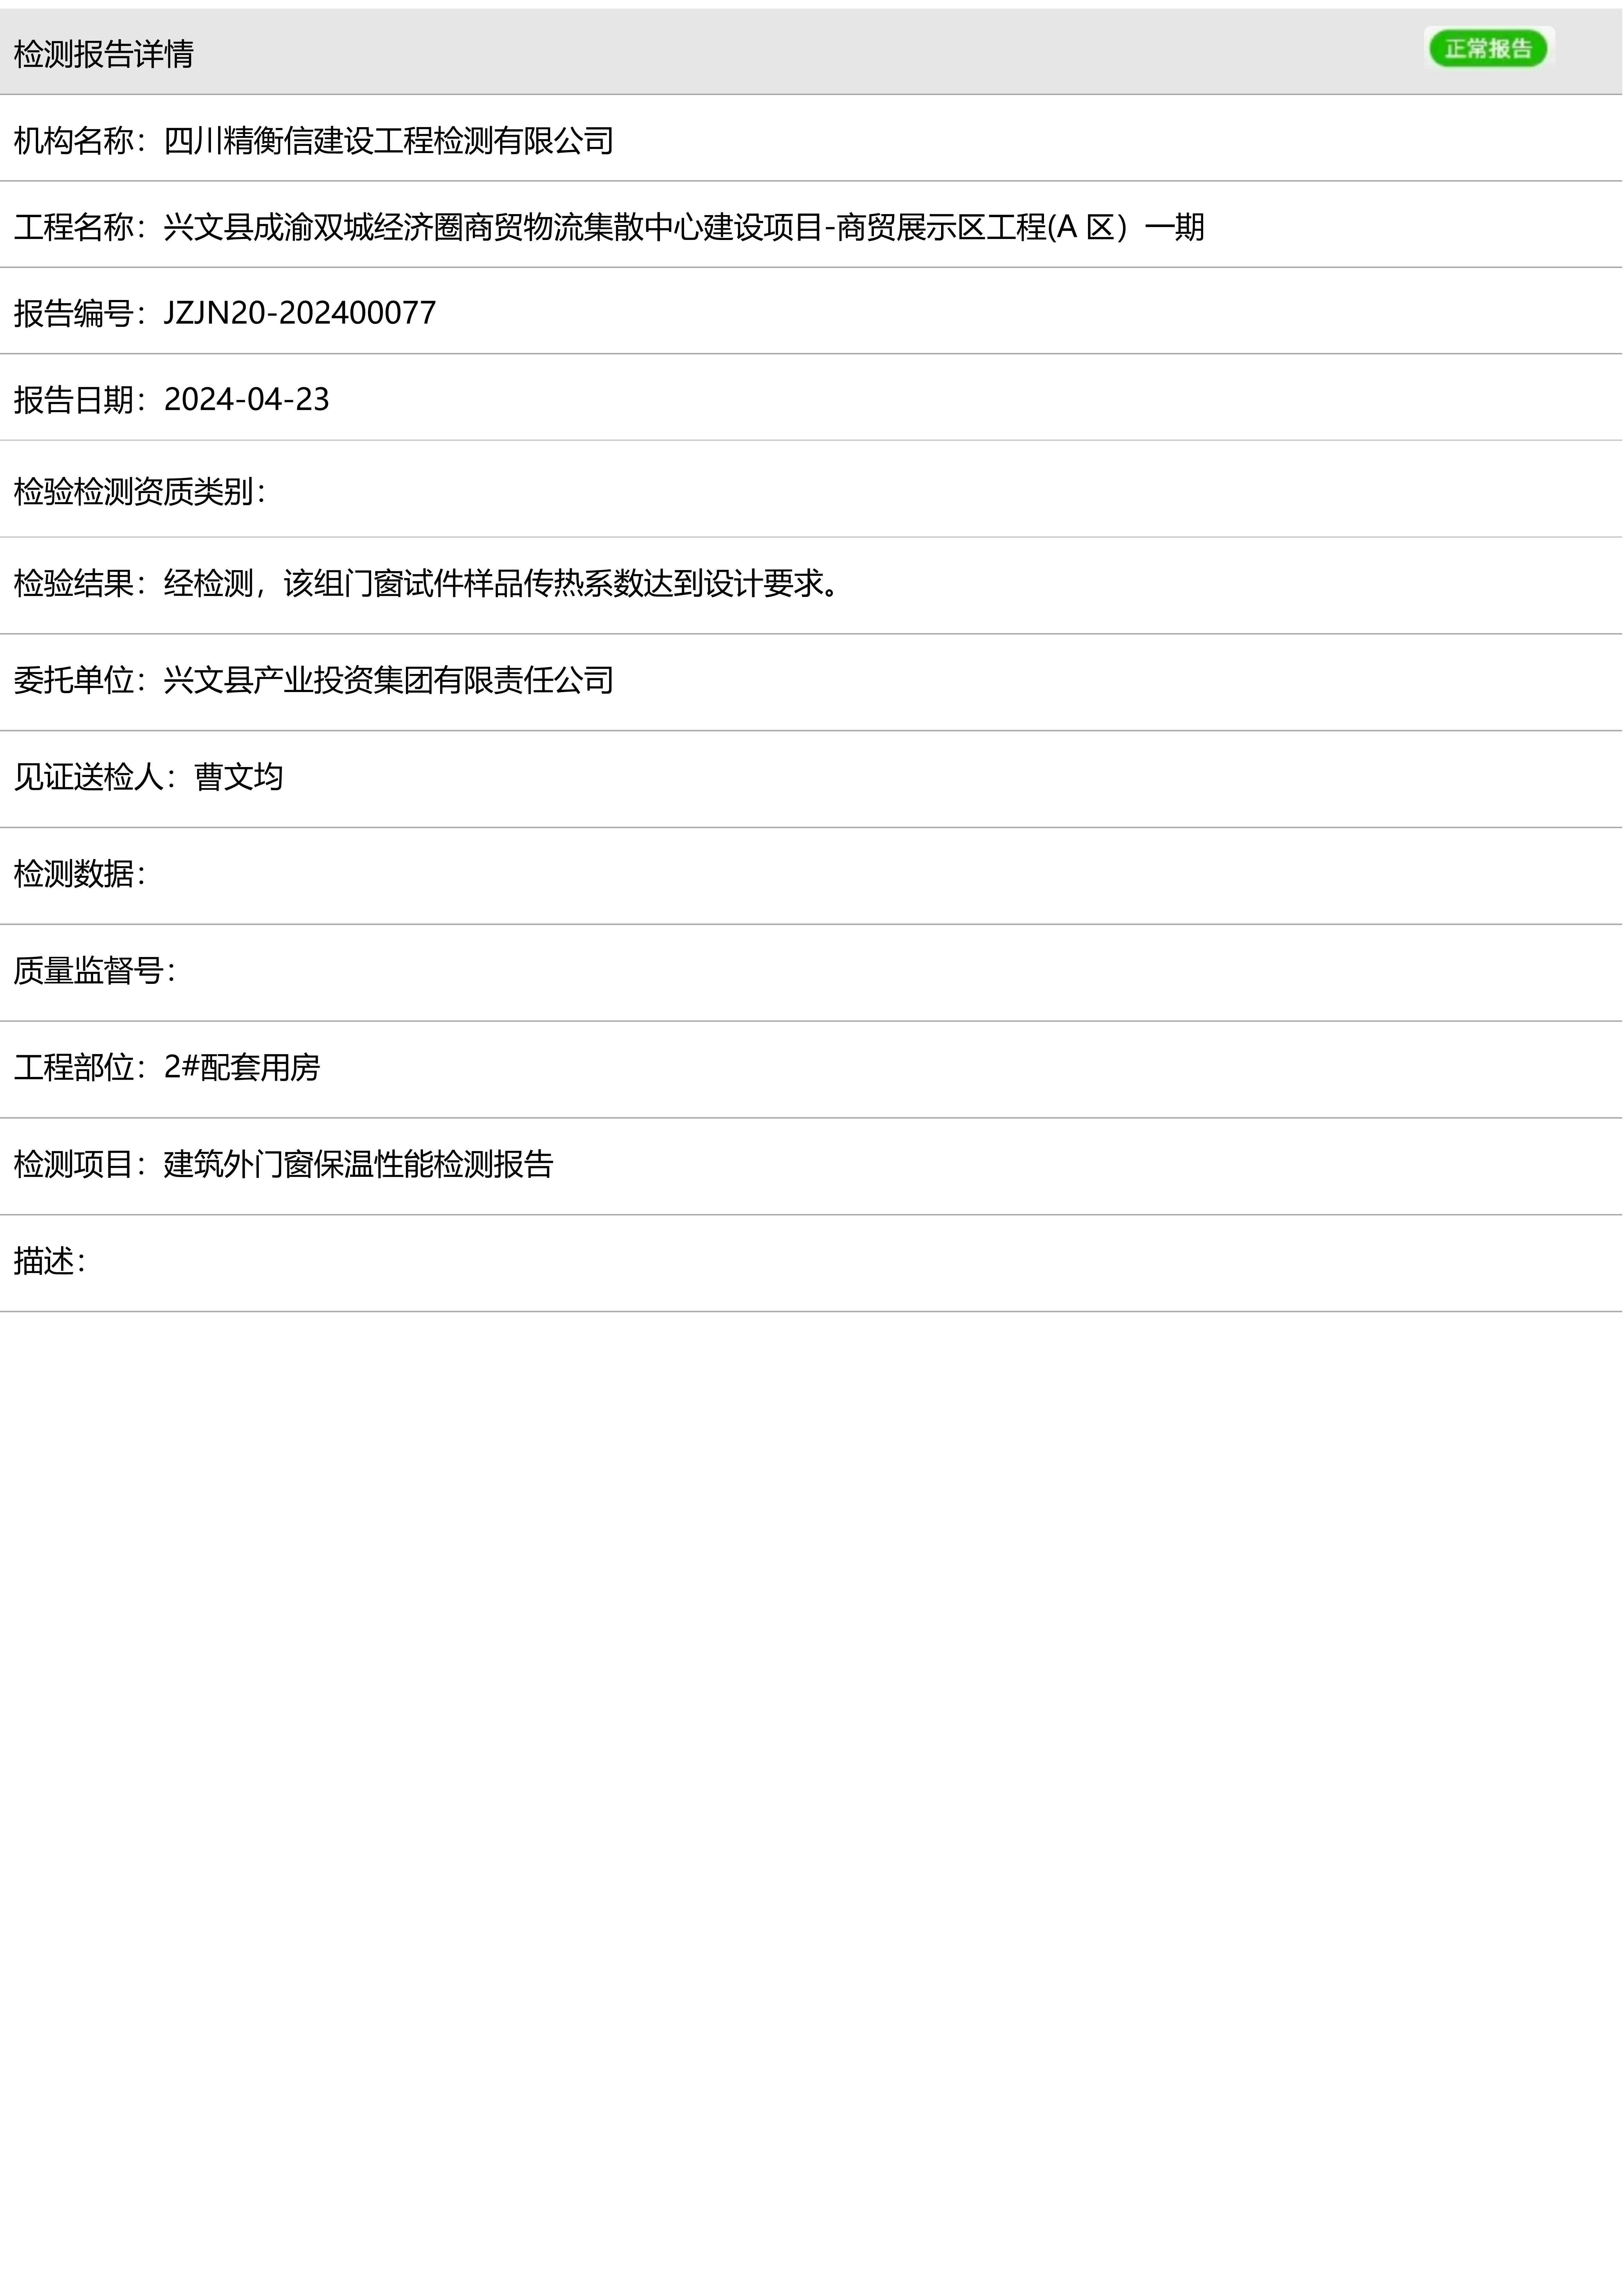 检测报告详情
正常报告
机构名称：四川精衡信建设工程检测有限公司
工程名称：兴文县成渝双城经济圈商贸物流集散中心建设项目-商贸展示区工程(A 区）一期
报告编号：JZJN20-202400077
报告日期：2024-04-23
检验检测资质类别：
检验结果：经检测，该组门窗试件样品传热系数达到设计要求。
委托单位：兴文县产业投资集团有限责任公司
见证送检人：曹文均
检测数据：
质量监督号：
工程部位：2#配套用房
检测项目：建筑外门窗保温性能检测报告
描述：